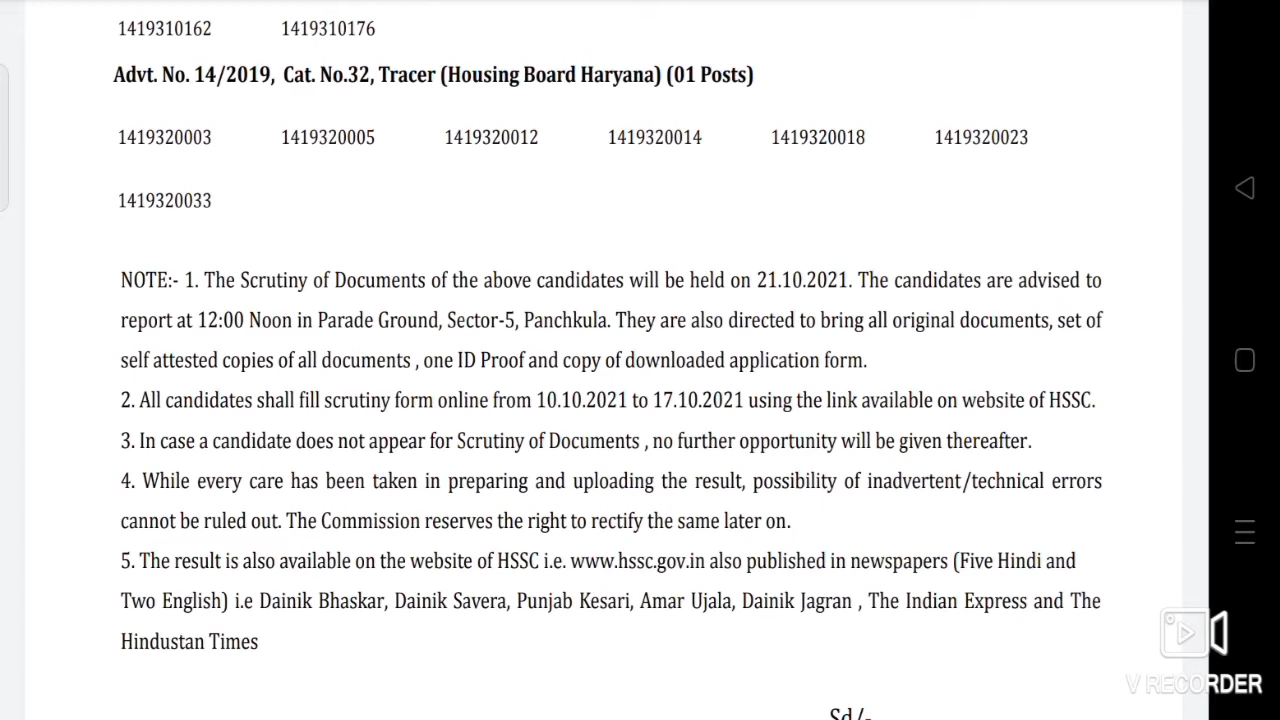 1419310162 1419310176
Advt. No. 14/2019, Cat. No.32, Tracer (Housing Board Haryana) (01 Posts)
1419320003 1419320005 1419320012 1419320014 1419320018 1419320023
1419320033
NOTE:- 1. The Scrutiny of Documents of the above candidates will be held on 21.10.2021. The candidates are advised to
report at 12:00 Noon in Parade Ground, Sector-5, Panchkula. They are also directed to bring all original documents, set of
self attested copies of all documents , one ID Proof and copy of downloaded application form.
2. All candidates shall fill scrutiny form online from 10.10.2021 to 17.10.2021 using the link available on website of HSSC.
3. In case a candidate does not appear for Scrutiny of Documents , no further opportunity will be given thereafter.
4. While every care has been taken in preparing and uploading the result, possibility of inadvertent/technical errors
cannot be ruled out. The Commission reserves the right to rectify the same later on.
5. The result is also available on the website of HSSC i.e. www.hssc.gov.in also published in newspapers (Five Hindi and
Two English) i.e Dainik Bhaskar, Dainik Savera, Punjab Kesari, Amar Ujala, Dainik Jagran , The Indian Express and The
Hindustan Times
Sd/-
V RECORDER